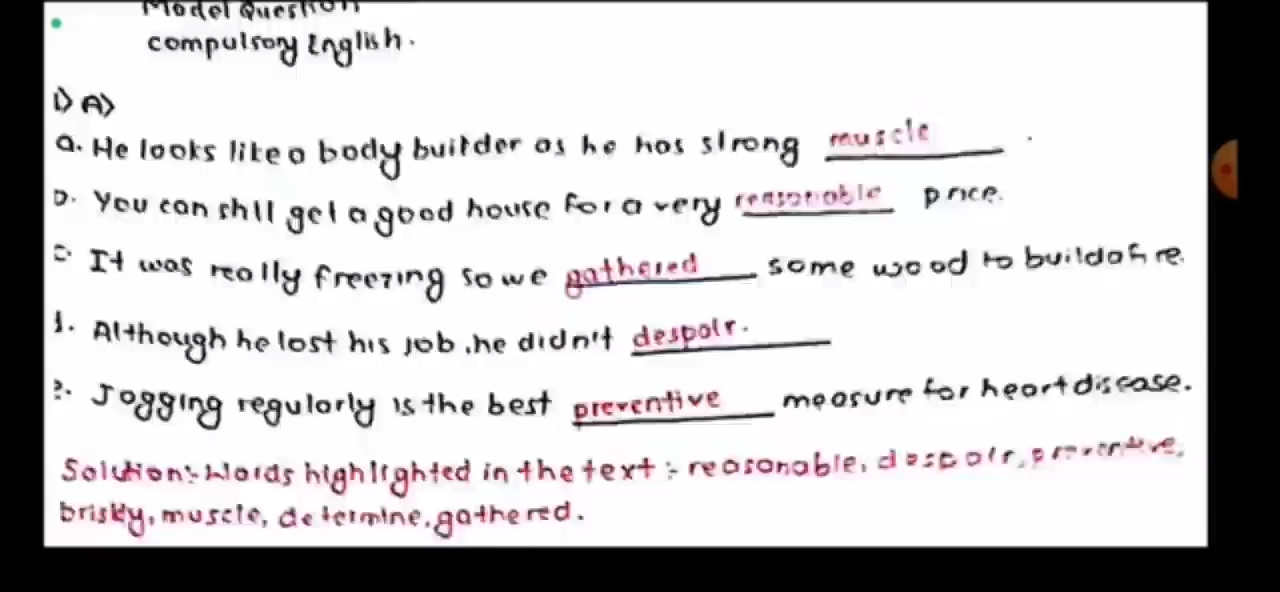 Model Question
compulsory English.
1) A)
a. He looks like a body builder as he has strong muscle .
b. You can still get a good house for a very reasonable price.
c. It was really freezing so we gathered some wood to build a fire.
d. Although he lost his job, he didn't despair.
e. Jogging regularly is the best preventive measure for heart disease.
Solution:- Words highlighted in the text :- reasonable, despair, preventive,
briskly, muscle, determine, gathered.